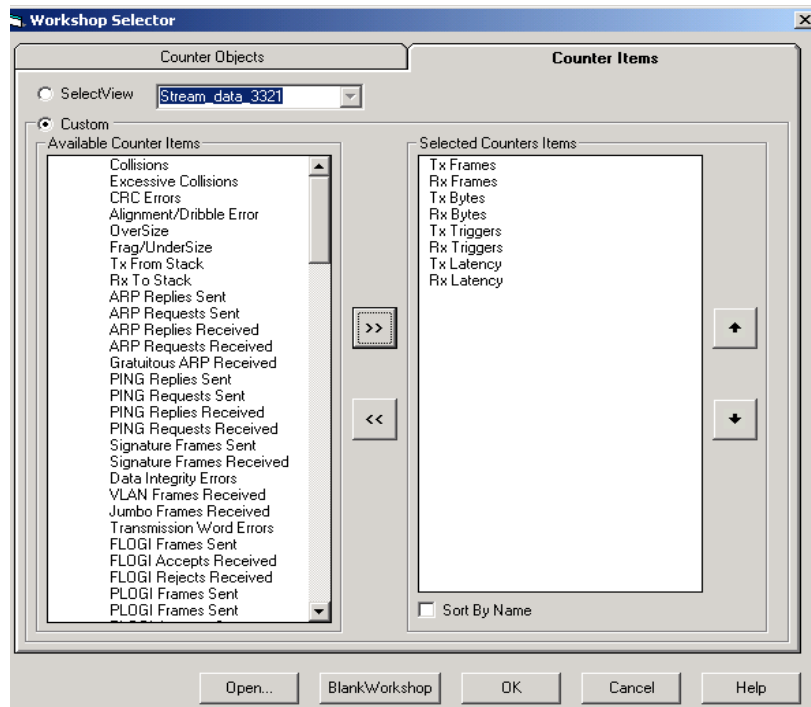 Workshop Selector
Counter Objects
Counter Items
SelectView
Stream_data_3321
Custom
Available Counter Items
Collisions
Excessive Collisions
CRC Errors
Alignment/Dribble Error
OverSize
Frag/UnderSize
Tx From Stack
Rx To Stack
ARP Replies Sent
ARP Requests Sent
ARP Replies Received
ARP Requests Received
Gratuitous ARP Received
PING Replies Sent
PING Requests Sent
PING Replies Received
PING Requests Received
Signature Frames Sent
Signature Frames Received
Data Integrity Errors
VLAN Frames Received
Jumbo Frames Received
Transmission Word Errors
FLOGI Frames Sent
FLOGI Accepts Received
FLOGI Rejects Received
PLOGI Frames Sent
PLOGI Frames Sent
>>
<<
Selected Counters Items
Tx Frames
Rx Frames
Tx Bytes
Rx Bytes
Tx Triggers
Rx Triggers
Tx Latency
Rx Latency
Sort By Name
Open...
BlankWorkshop
OK
Cancel
Help